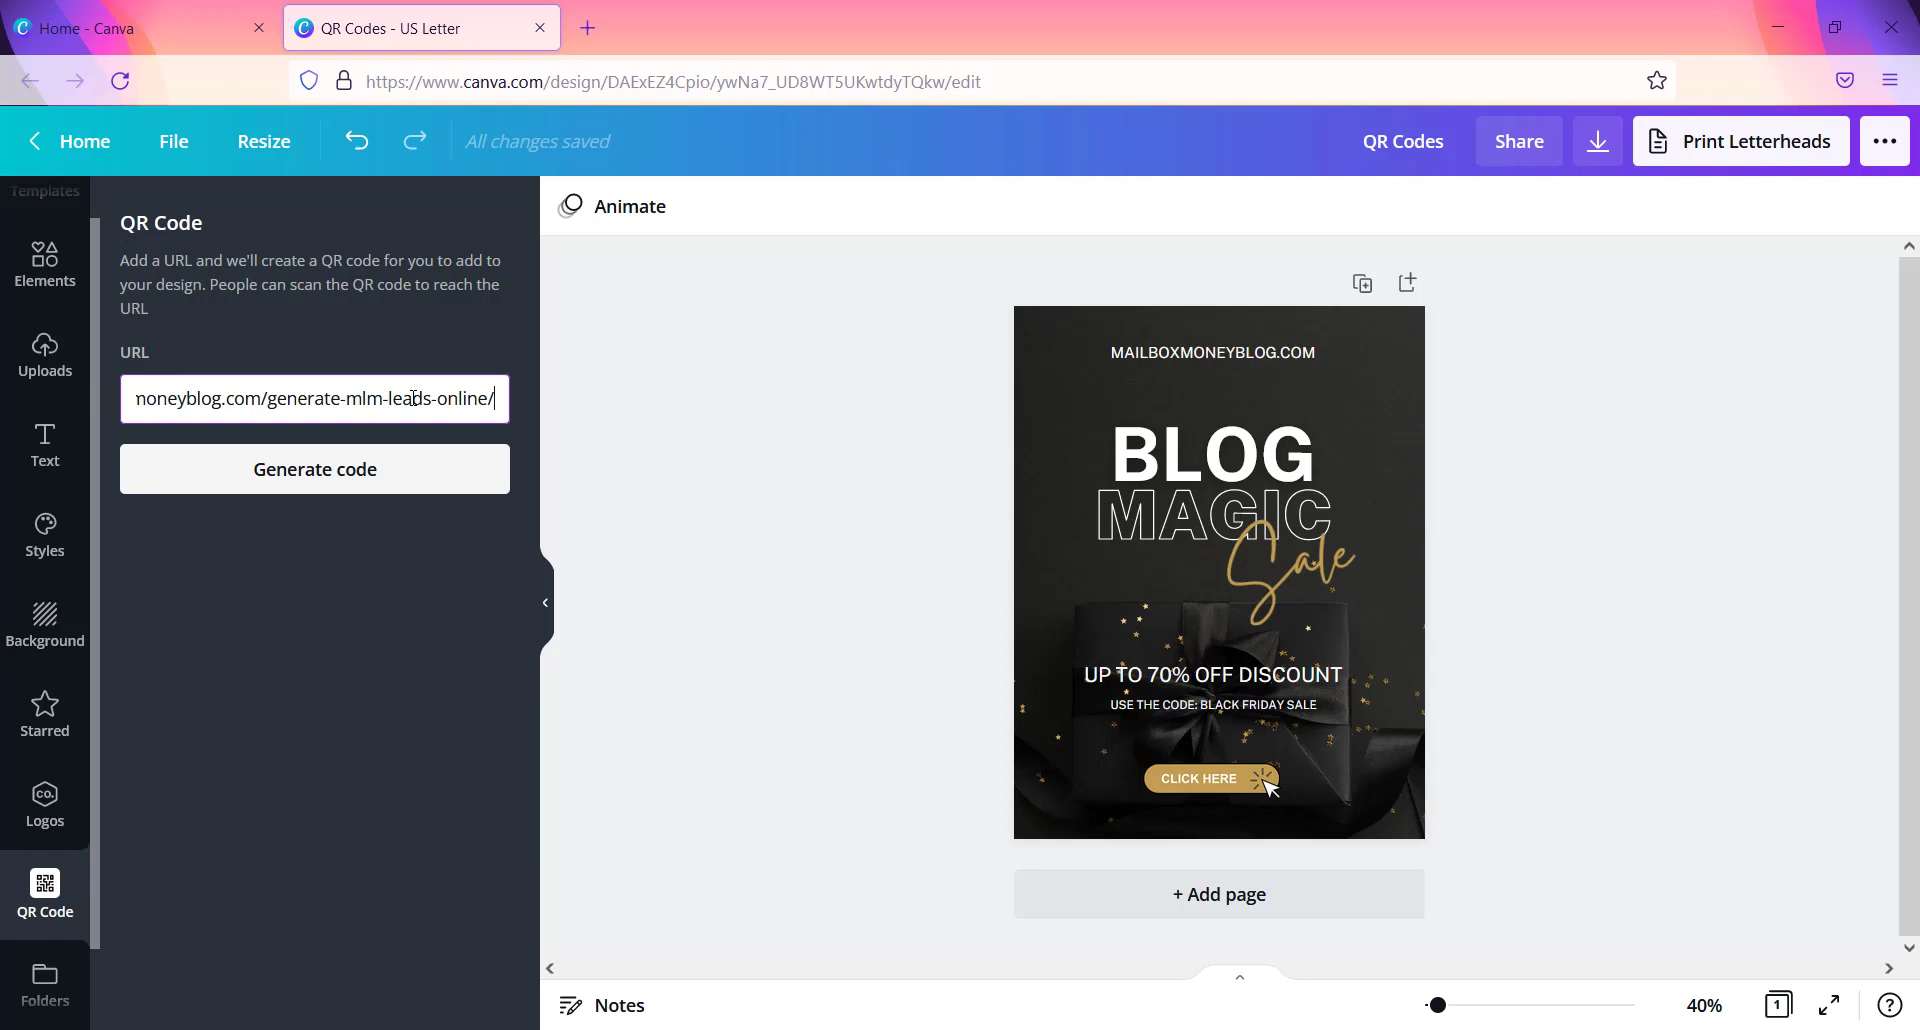 Home - Canva
QR Codes - US Letter
https://www.canva.com/design/DAExEZ4Cpio/ywNa7_UD8WT5UKwtdyTQkw/edit
Home
File
Resize
All changes saved
QR Codes
Share
Print Letterheads
Templates
Elements
Uploads
Text
Styles
Background
Starred
CO.
Logos
QR Code
Folders
QR Code
Add a URL and we'll create a QR code for you to add to
your design. People can scan the QR code to reach the
URL
URL
moneyblog.com/generate-mlm-leads-online/
Generate code
Animate
MAILBOXMONEYBLOG.COM
BLOG
MAGIC
Sale
UP TO 70% OFF DISCOUNT
USE THE CODE: BLACK FRIDAY SALE
CLICK HERE
+ Add page
Notes
40%
1